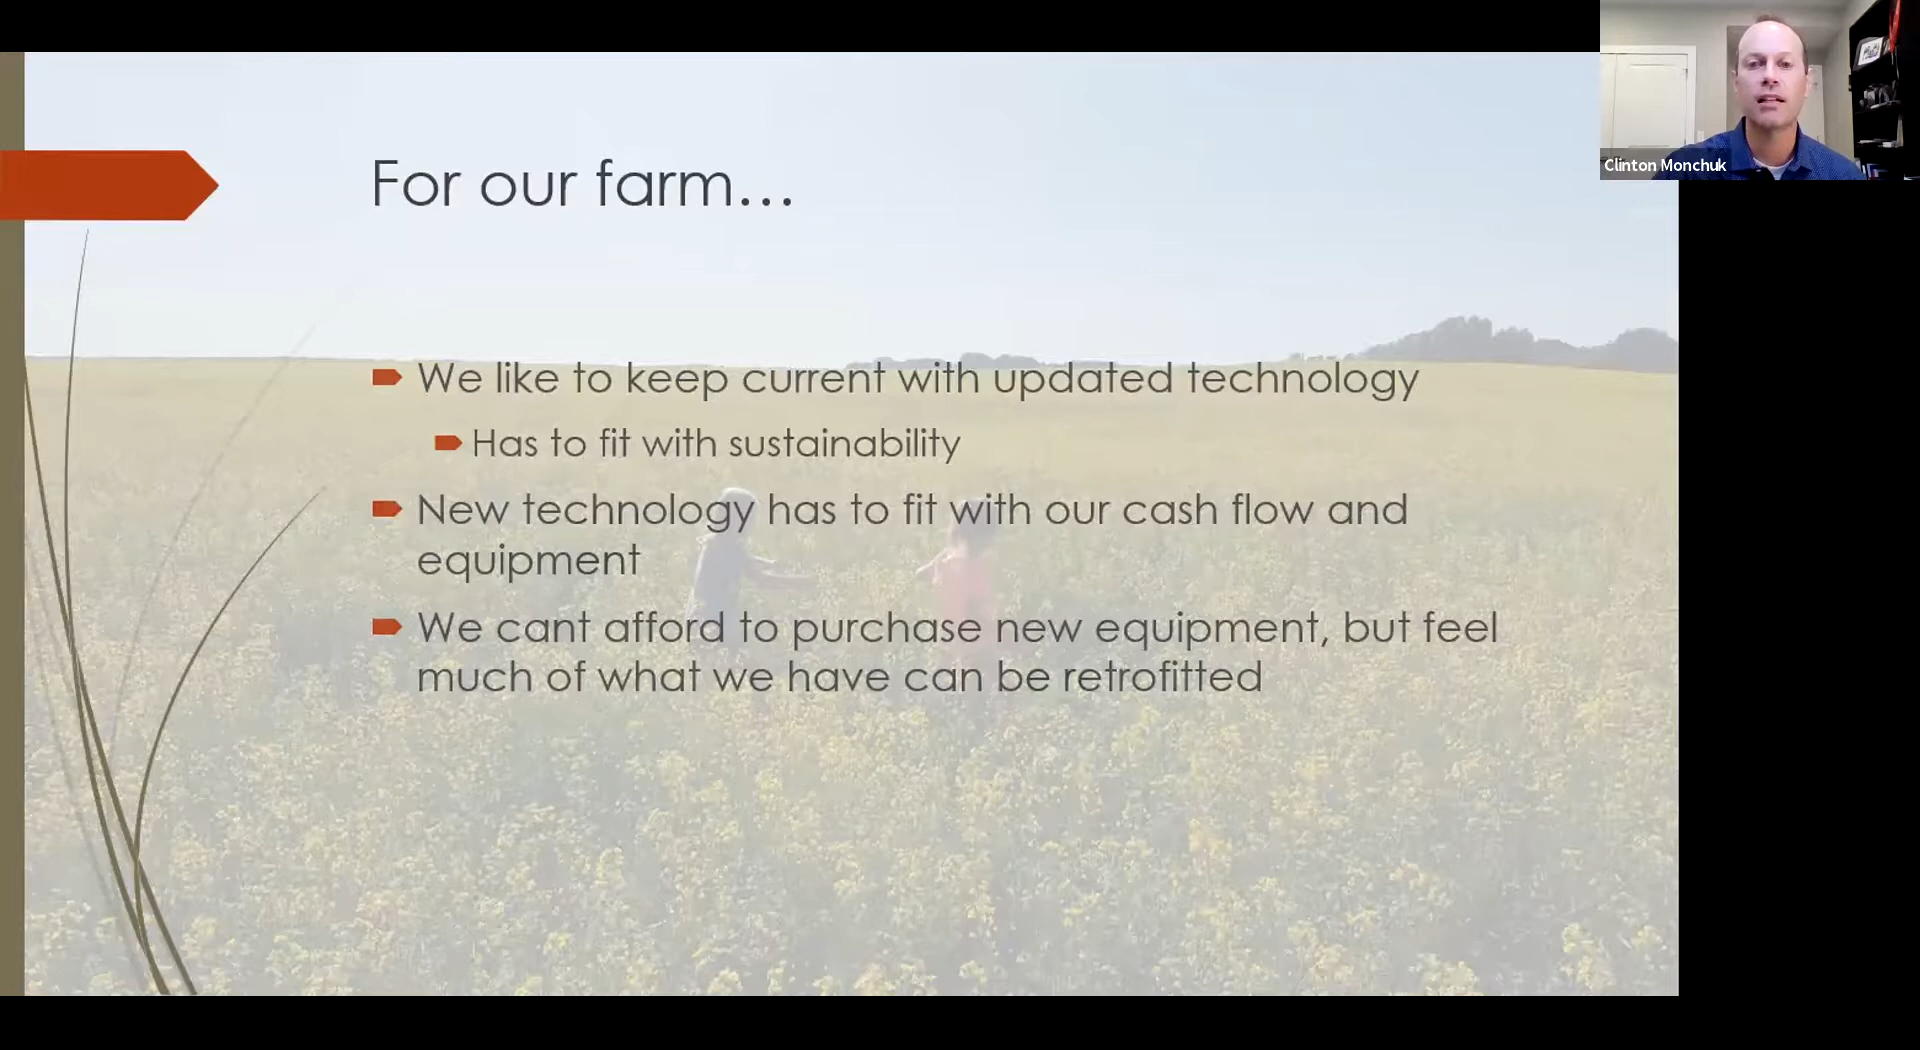 Clinton Monchuk
For our farm...
We like to keep current with updated technology
Has to fit with sustainability
New technology has to fit with our cash flow and
equipment
We cant afford to purchase new equipment, but feel
much of what we have can be retrofitted